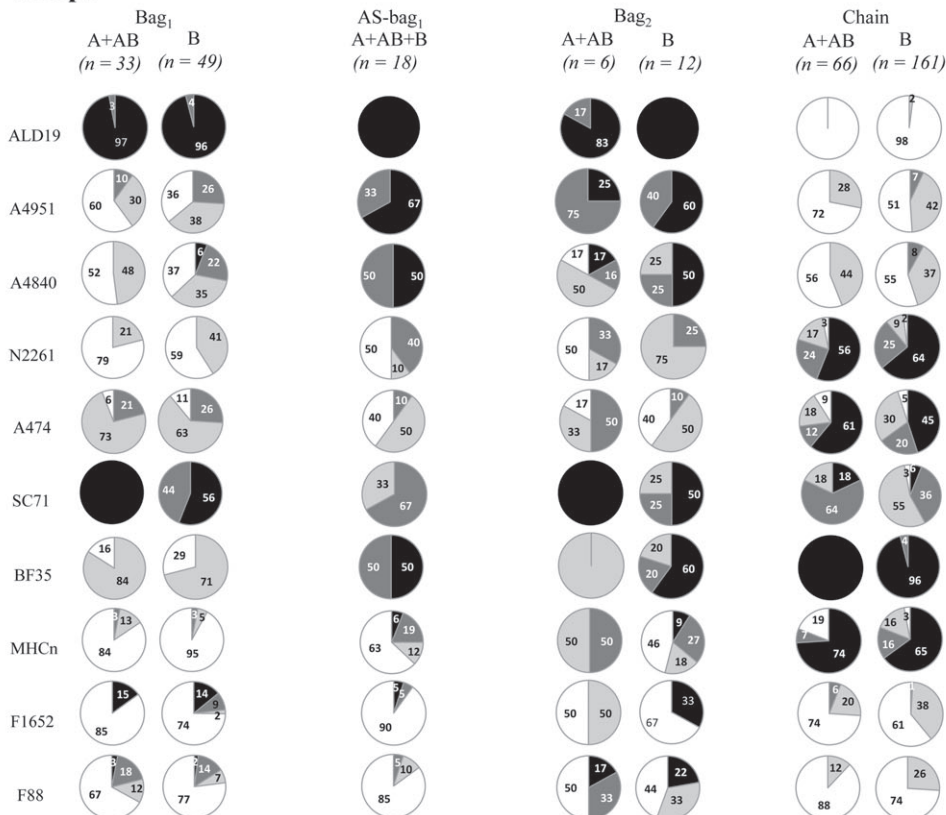 Bag1 AS-bag1 Bag2 Chain
A+AB B A+AB+B A+AB B A+AB B
(n = 33) (n = 49) (n = 18) (n = 6) (n = 12) (n = 66) (n = 161)
ALD19 3 97 4 96 17 83 2 98
A4951 10 30 60 26 38 36 67 33 25 75 60 40 28 72 7 42 51
A4840 48 52 6 22 35 37 50 50 17 16 50 17 50 25 25 44 56 8 37 55
N2261 21 79 41 59 40 10 50 33 17 50 25 75 56 24 17 3 64 25 9 2
A474 21 73 6 26 63 11 10 50 40 50 33 17 10 50 40 61 12 18 9 45 20 30 5
SC71 56 44 67 33 50 25 25 18 64 18 6 36 55 3
BF35 84 16 71 29 50 50 60 20 20 96 4
MHCn 3 13 84 3 5 95 6 19 12 63 50 50 9 27 18 46 74 7 19 65 16 16 3
F1652 15 85 14 9 2 74 5 5 90 50 50 33 67 6 20 74 1 38 61
F88 3 18 12 67 2 14 7 77 5 10 85 17 33 50 22 33 44 12 88 26 74